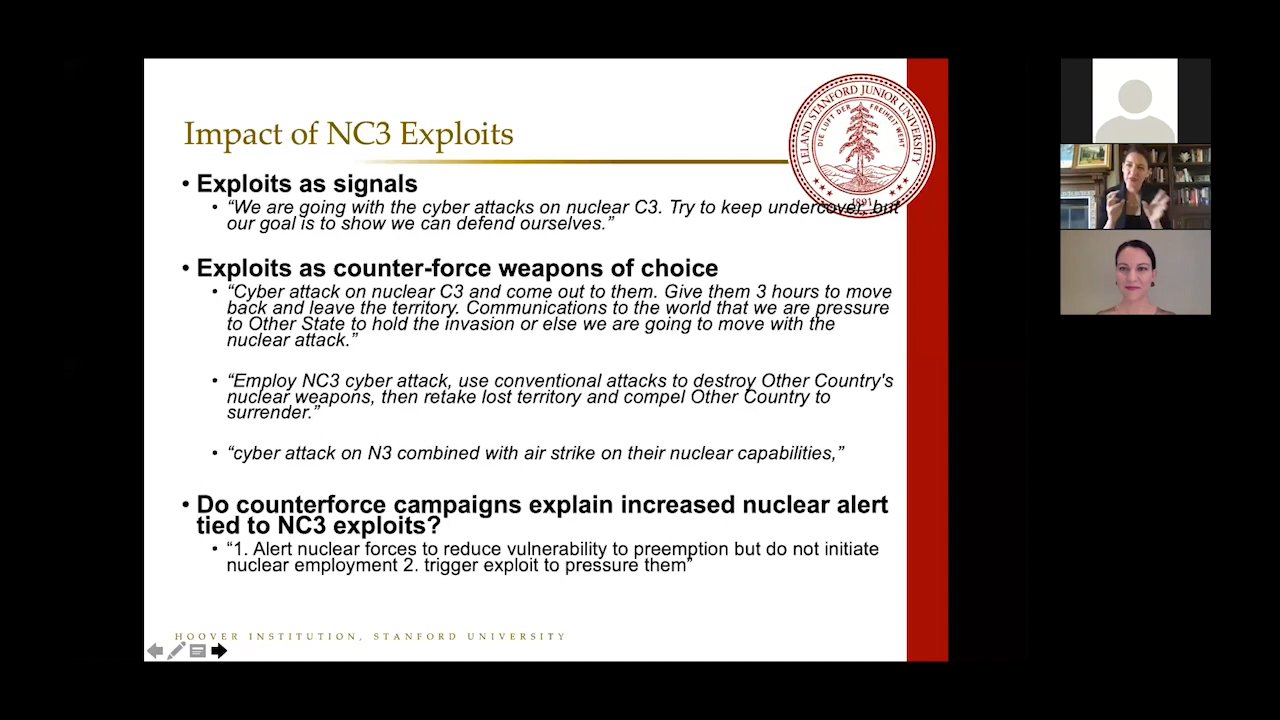 Impact of NC3 Exploits
LELAND STANFORD JUNIOR UNIVERSITY
DIE LUFT DER FREIHEIT WEHT
1891
• Exploits as signals
• “We are going with the cyber attacks on nuclear C3. Try to keep undercover, but
our goal is to show we can defend ourselves.”
• Exploits as counter-force weapons of choice
• “Cyber attack on nuclear C3 and come out to them. Give them 3 hours to move
back and leave the territory. Communications to the world that we are pressure
to Other State to hold the invasion or else we are going to move with the
nuclear attack.”
• “Employ NC3 cyber attack, use conventional attacks to destroy Other Country's
nuclear weapons, then retake lost territory and compel Other Country to
surrender.”
• “cyber attack on N3 combined with air strike on their nuclear capabilities,”
• Do counterforce campaigns explain increased nuclear alert
tied to NC3 exploits?
• “1. Alert nuclear forces to reduce vulnerability to preemption but do not initiate
nuclear employment 2. trigger exploit to pressure them”
HOOVER INSTITUTION, STANFORD UNIVERSITY